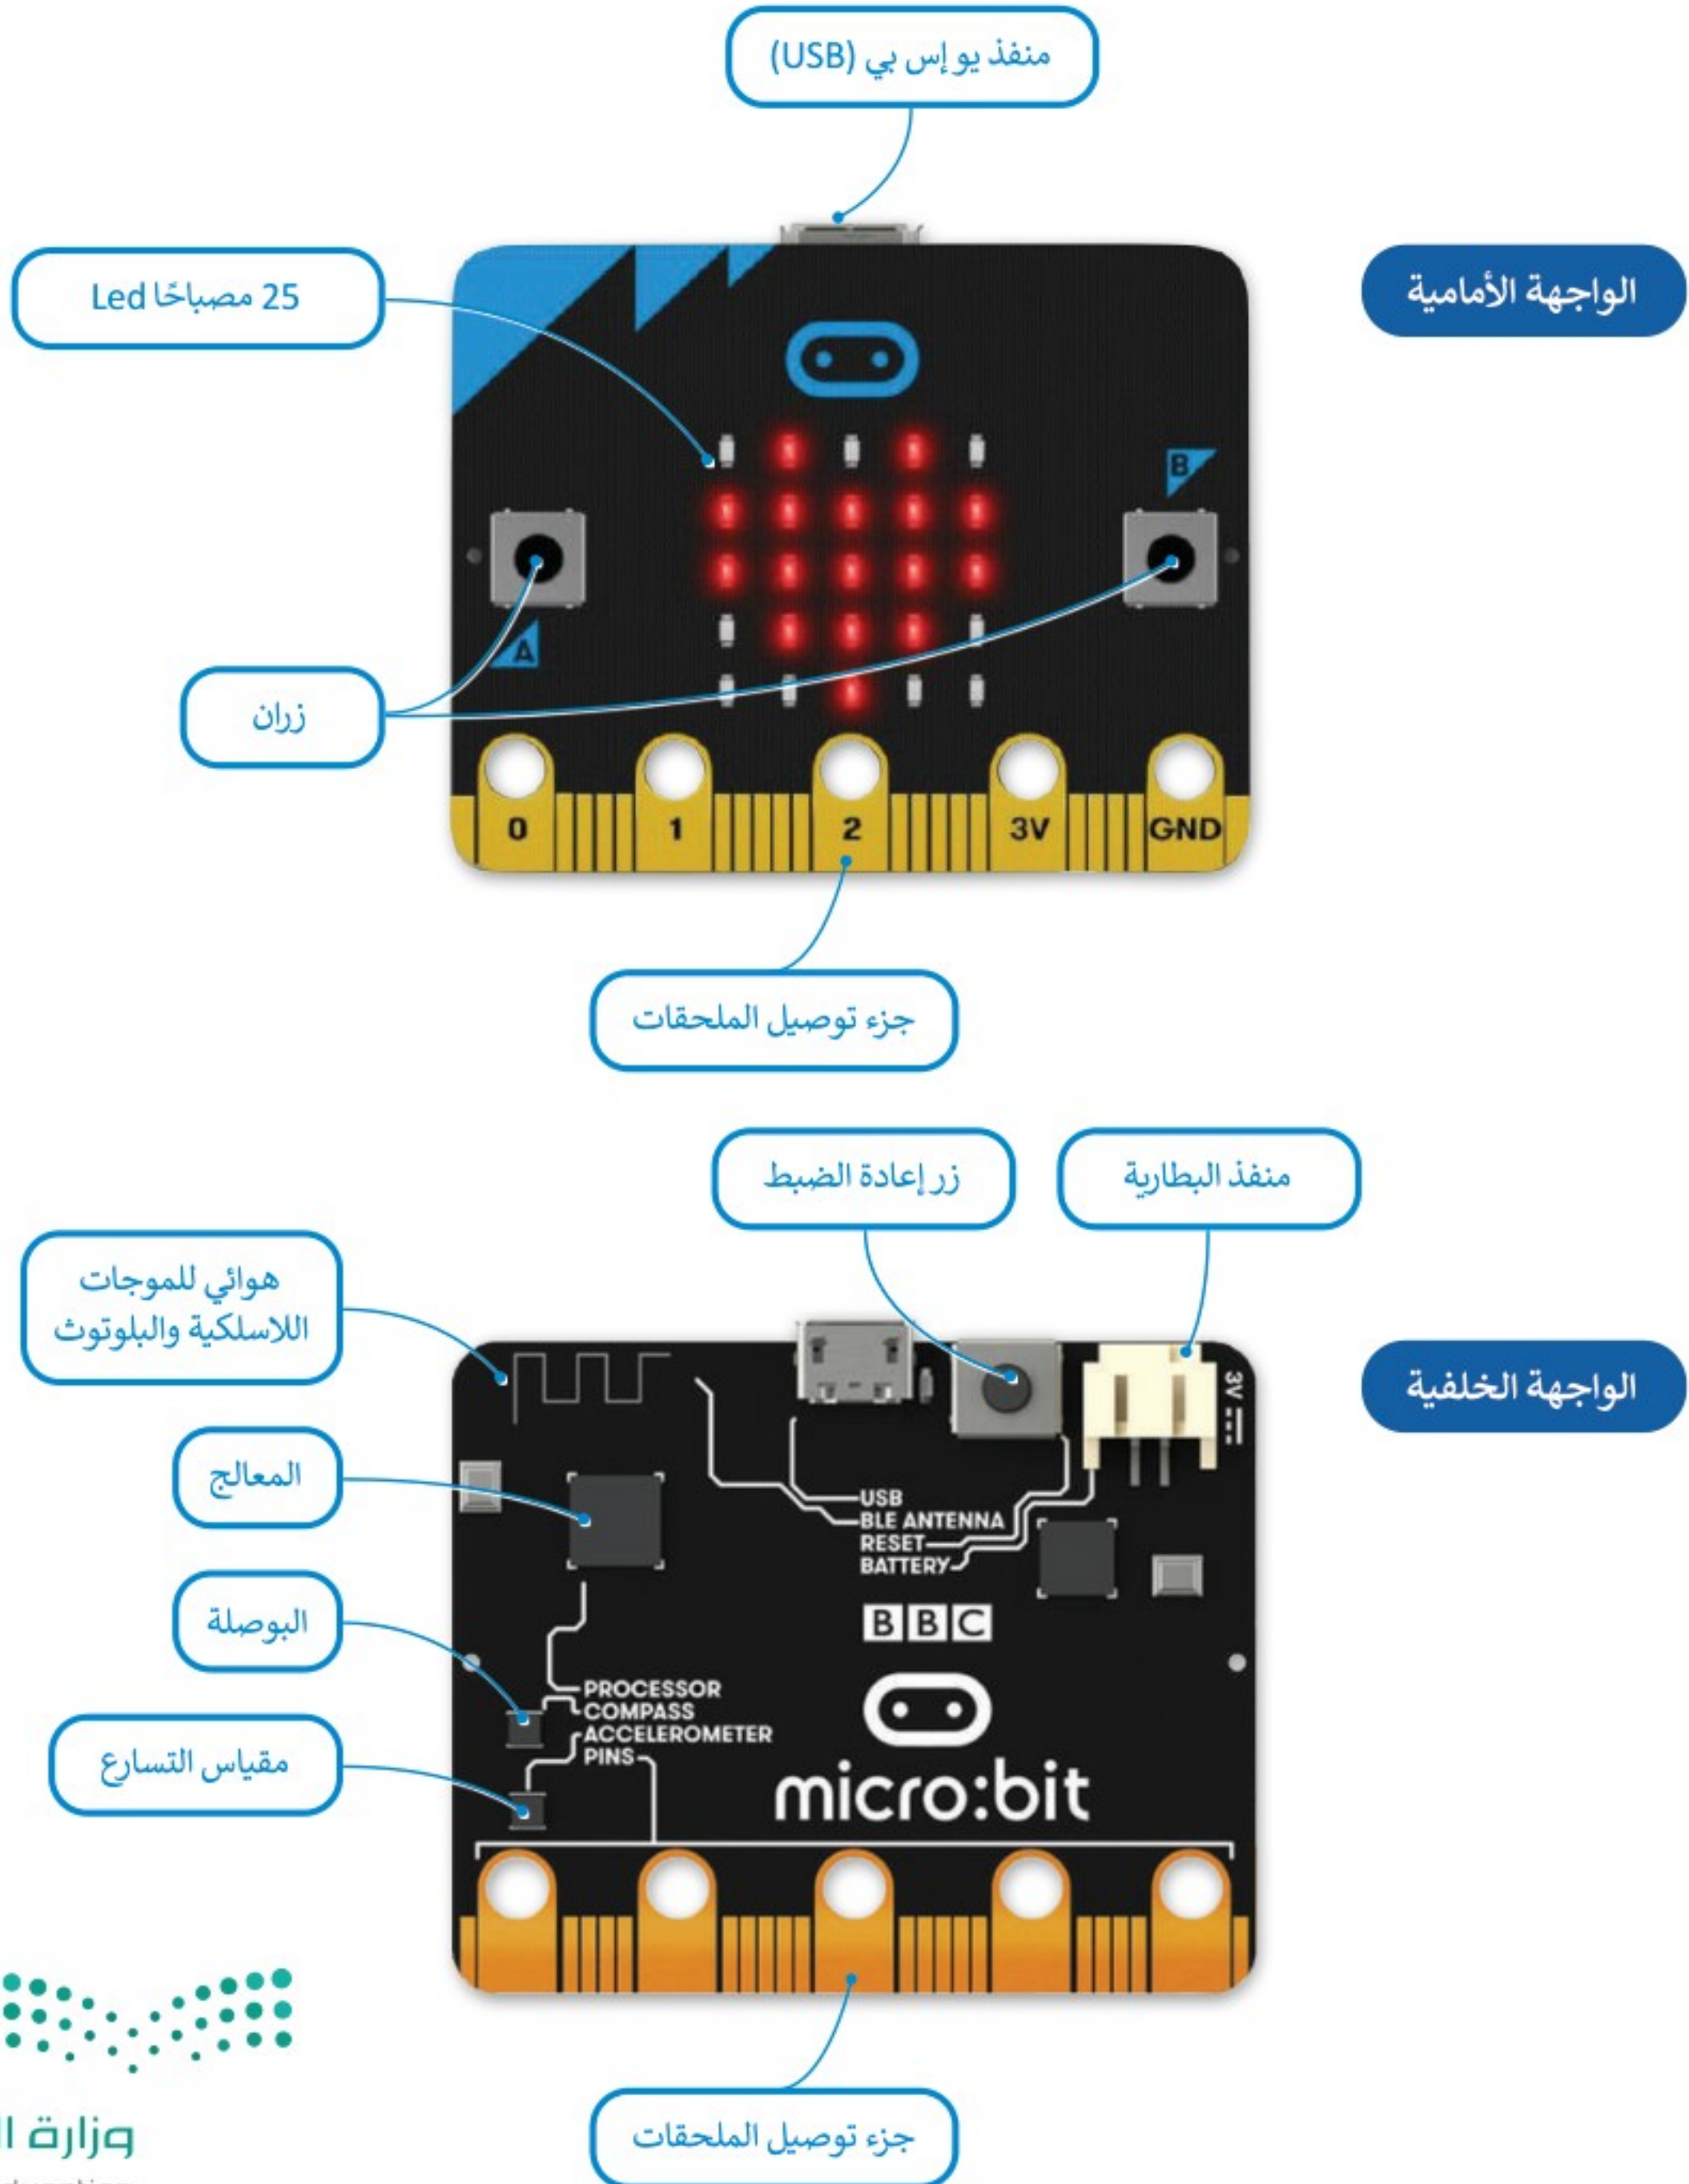 منفذ يو إس بي (USB)
الواجهة الأمامية
25 مصباحًا Led
B
A
زران
0 1 2 3V GND
جزء توصيل الملحقات
منفذ البطارية
زر إعادة الضبط
هوائي للموجات
اللاسلكية والبلوتوث
الواجهة الخلفية
3V
المعالج
USB
BLE ANTENNA
RESET
BATTERY
البوصلة
BBC
PROCESSOR
COMPASS
ACCELEROMETER
PINS
مقياس التسارع
micro:bit
جزء توصيل الملحقات
وزارة